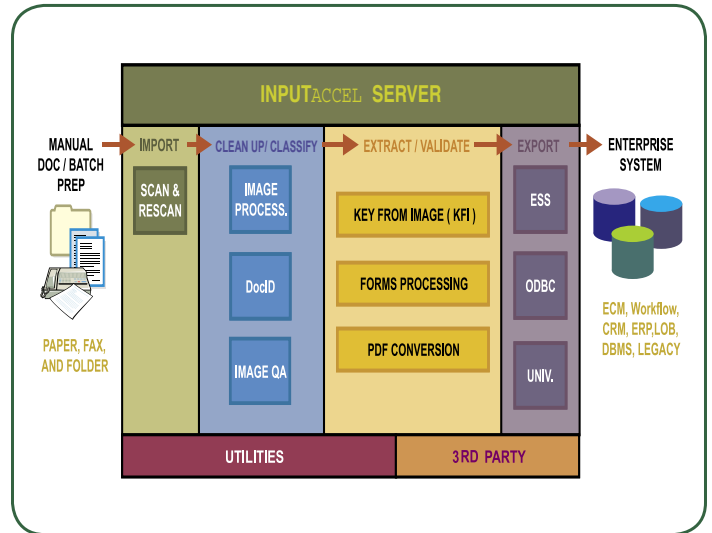 INPUTACCEL SERVER
MANUAL
DOC / BATCH
PREP
IMPORT
CLEAN UP/ CLASSIFY
EXTRACT / VALIDATE
EXPORT
ENTERPRISE
SYSTEM
SCAN &
RESCAN
IMAGE
PROCESS.
DocID
IMAGE QA
KEY FROM IMAGE ( KFI )
FORMS PROCESSING
PDF CONVERSION
ESS
ODBC
UNIV.
PAPER, FAX,
AND FOLDER
ECM, Workflow,
CRM, ERP,LOB,
DBMS, LEGACY
UTILITIES
3RD PARTY